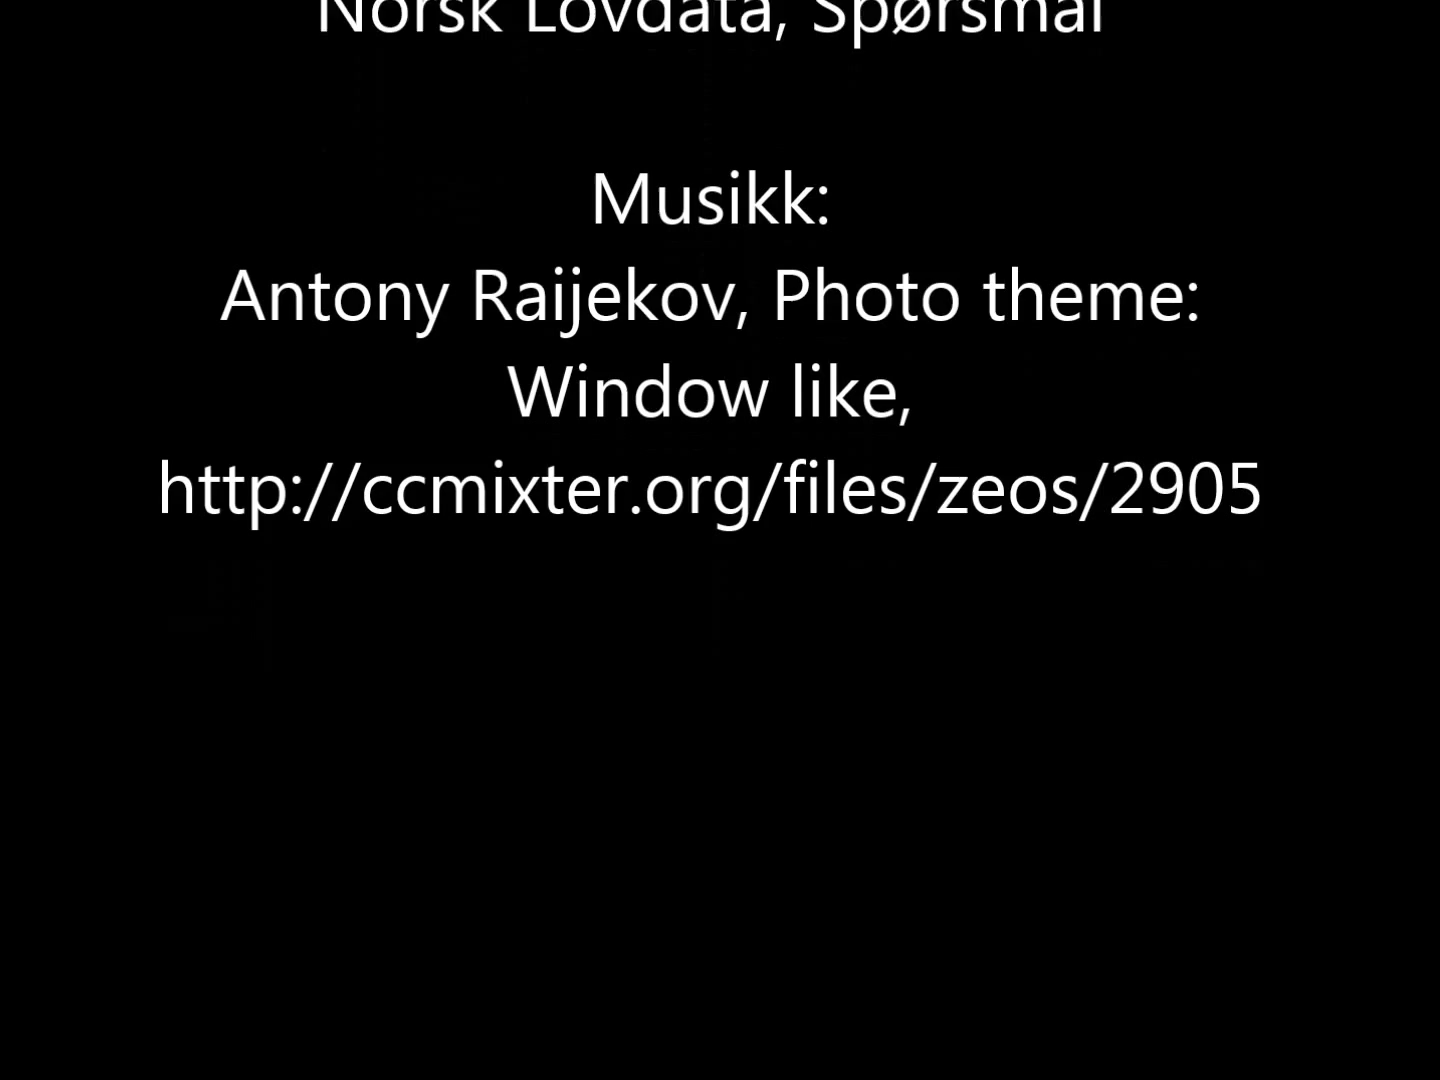 Norsk Lovdata, Spørsmål
Musikk:
Antony Raijekov, Photo theme:
Window like,
http://ccmixter.org/files/zeos/2905